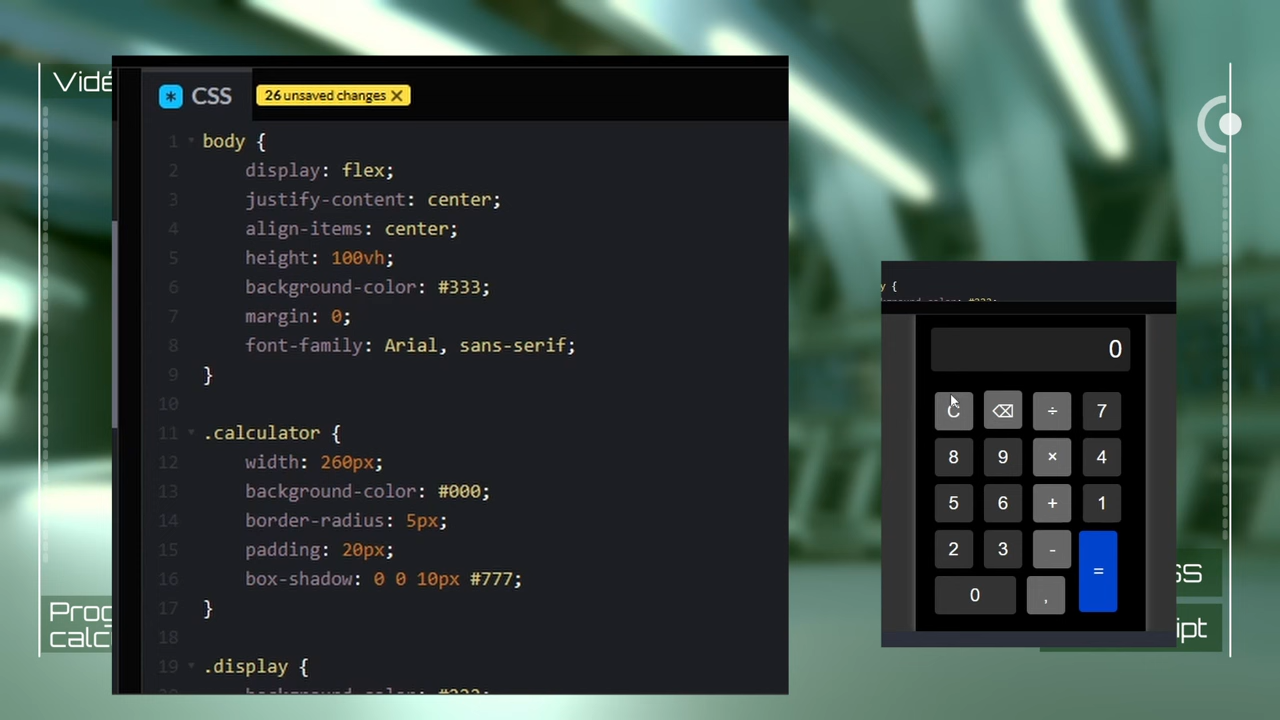 Vidé
CSS
26 unsaved changes X
1 body {
2 display: flex;
3 justify-content: center;
4 align-items: center;
5 height: 100vh;
6 background-color: #333;
7 margin: 0;
8 font-family: Arial, sans-serif;
9 }
10
11 .calculator {
12 width: 260px;
13 background-color: #000;
14 border-radius: 5px;
15 padding: 20px;
16 box-shadow: 0 0 10px #777;
17 }
18
19 .display {
Prog
calc
y {
0
C ⌫ ÷ 7
8 9 × 4
5 6 + 1
2 3 - =
0 ,
SS
ipt